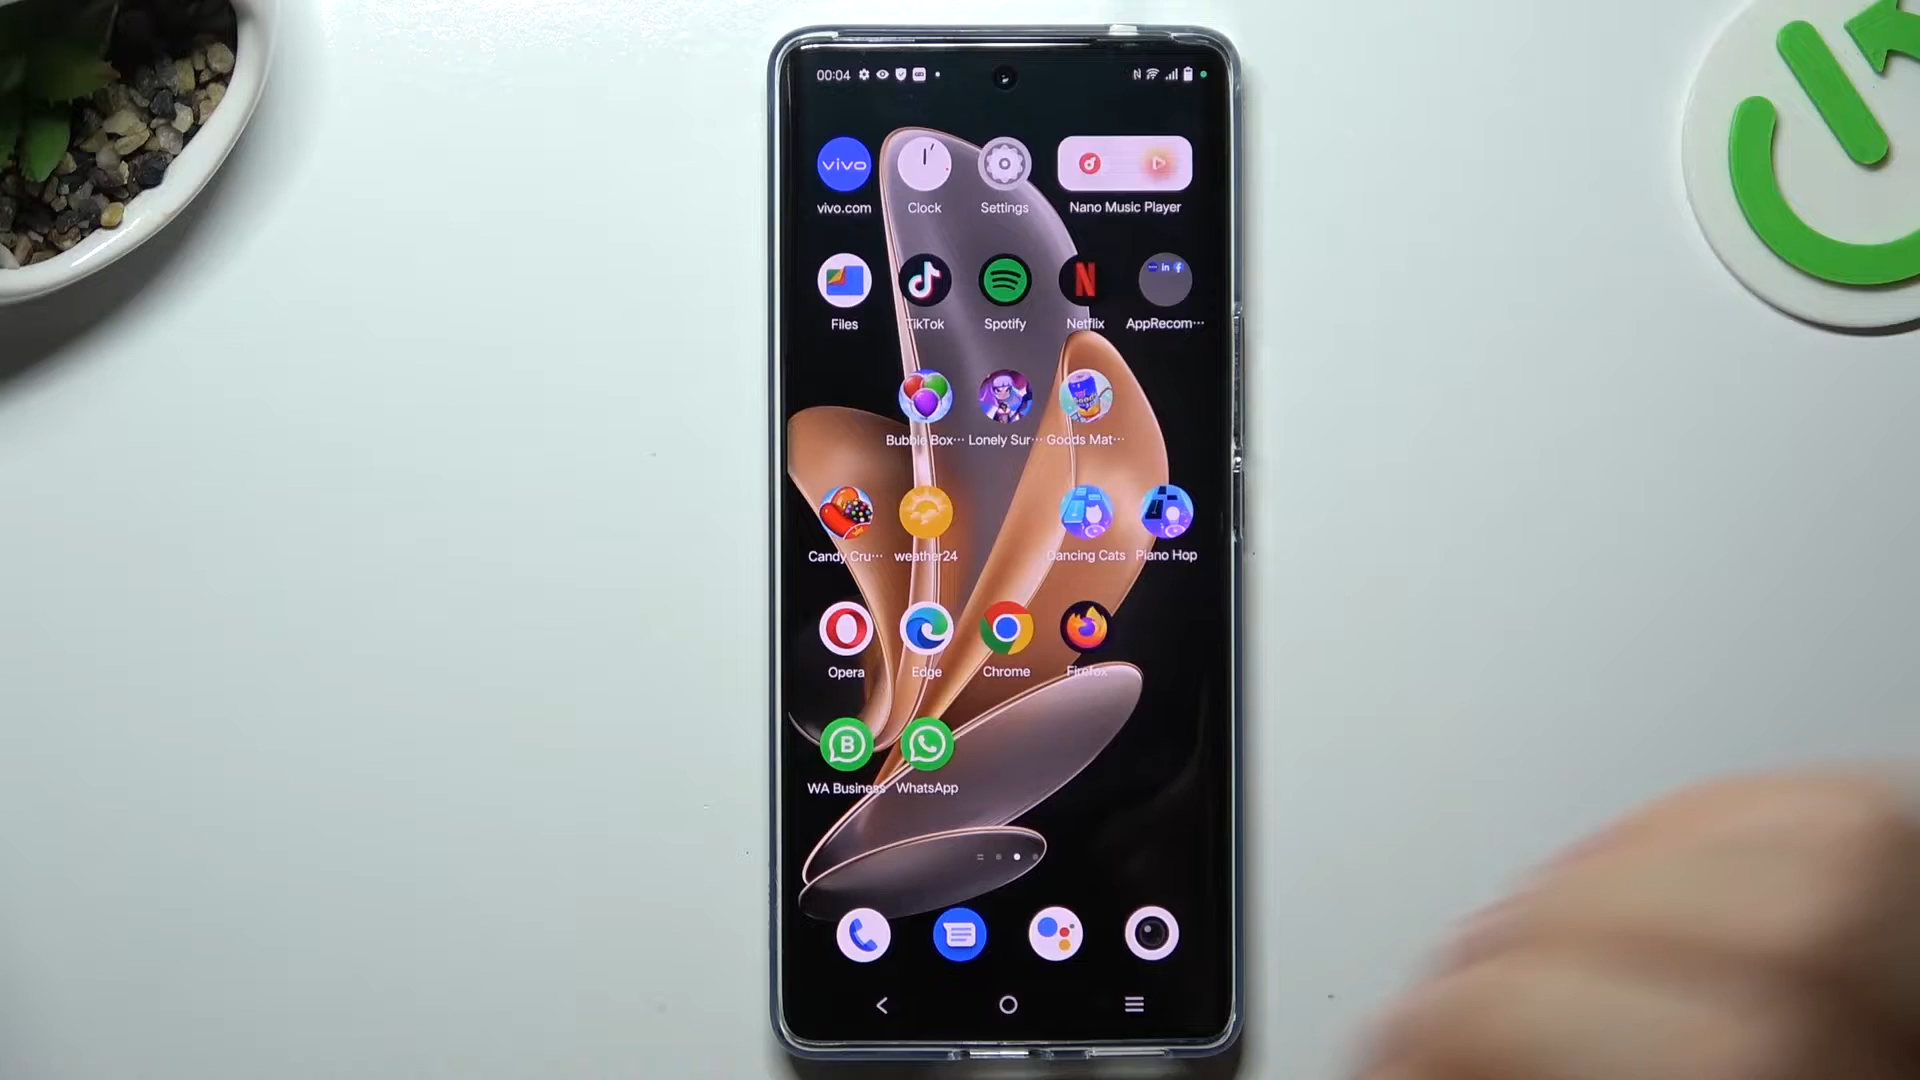 00:04
vivo
vivo.com Clock Settings Nano Music Player
N
in f
Files TikTok Spotify Netflix AppRecom···
Bubble Box··· Lonely Sur··· Goods Mat···
Candy Cru··· weather24 Dancing Cats Piano Hop
Opera Edge Chrome Firefox
B
WA Business WhatsApp